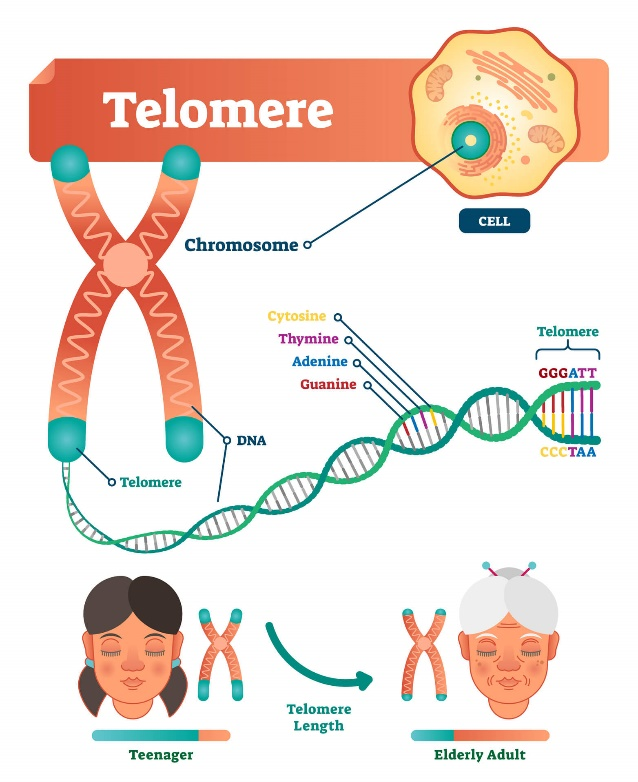 Telomere
CELL
Chromosome
Cytosine
Thymine
Adenine
Guanine
Telomere
GGGATT
CCCTAA
DNA
Telomere
Telomere
Length
Teenager
Elderly Adult